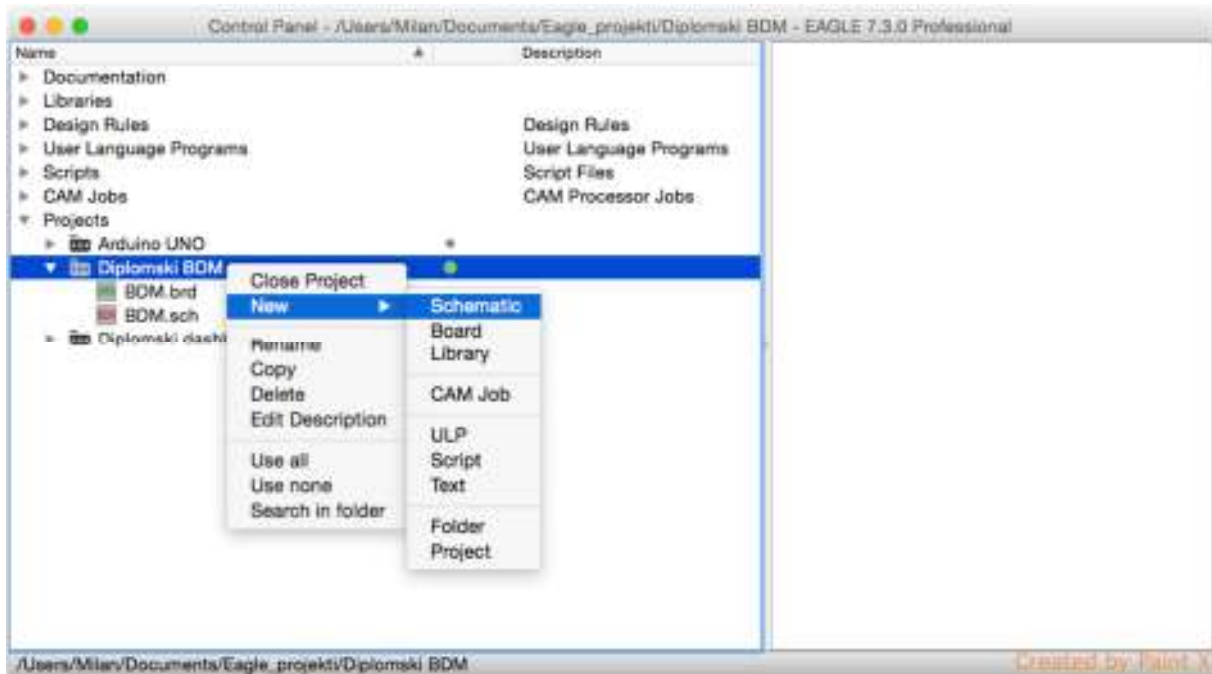 Control Panel - /Users/Milan/Documents/Eagle_projekti/Diplomski BDM - EAGLE 7.3.0 Professional
Name Description
Documentation
Libraries
Design Rules Design Rules
User Language Programs User Language Programs
Scripts Script Files
CAM Jobs CAM Processor Jobs
Projects
Arduino UNO
Diplomski BDM
BDM.brd
BDM.sch
Diplomski dashb
Close Project
New
Rename
Copy
Delete
Edit Description
Use all
Use none
Search in folder
Schematic
Board
Library
CAM Job
ULP
Script
Text
Folder
Project
/Users/Milan/Documents/Eagle_projekti/Diplomski BDM
Created by Paint X